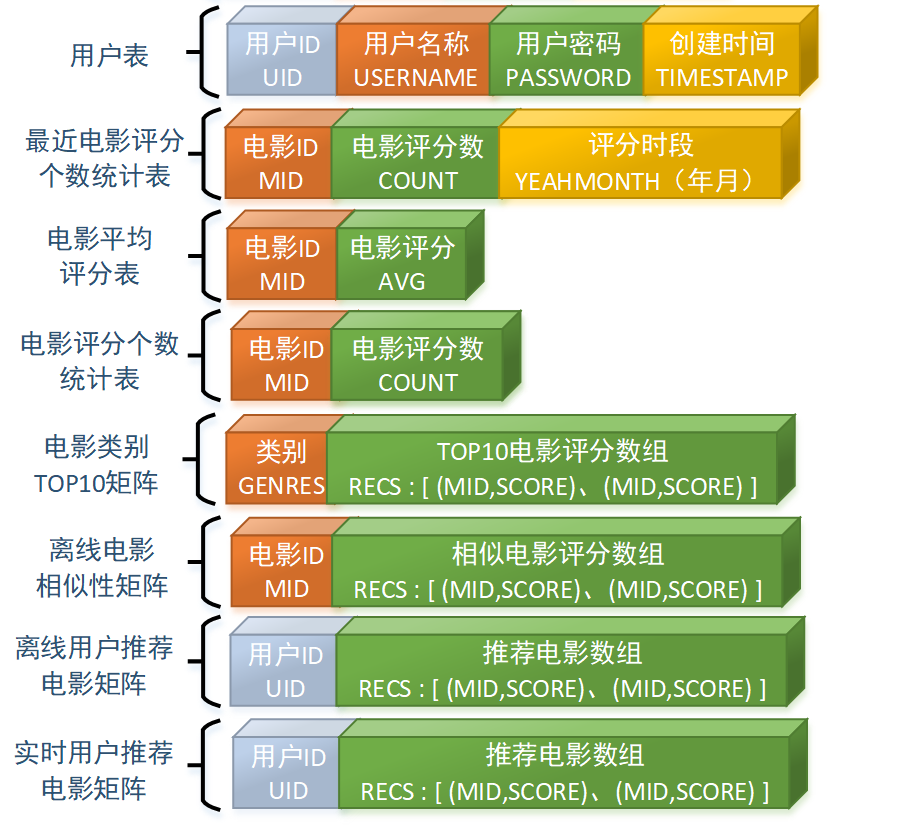 用户表
用户ID
UID
用户名称
USERNAME
用户密码
PASSWORD
创建时间
TIMESTAMP
最近电影评分
个数统计表
电影ID
MID
电影评分数
COUNT
评分时段
YEAHMONTH（年月）
电影平均
评分表
电影ID
MID
电影评分
AVG
电影评分个数
统计表
电影ID
MID
电影评分数
COUNT
电影类别
TOP10矩阵
类别
GENRES
TOP10电影评分数组
RECS : [ (MID,SCORE)、(MID,SCORE) ]
离线电影
相似性矩阵
电影ID
MID
相似电影评分数组
RECS : [ (MID,SCORE)、(MID,SCORE) ]
离线用户推荐
电影矩阵
用户ID
UID
推荐电影数组
RECS : [ (MID,SCORE)、(MID,SCORE) ]
实时用户推荐
电影矩阵
用户ID
UID
推荐电影数组
RECS : [ (MID,SCORE)、(MID,SCORE) ]